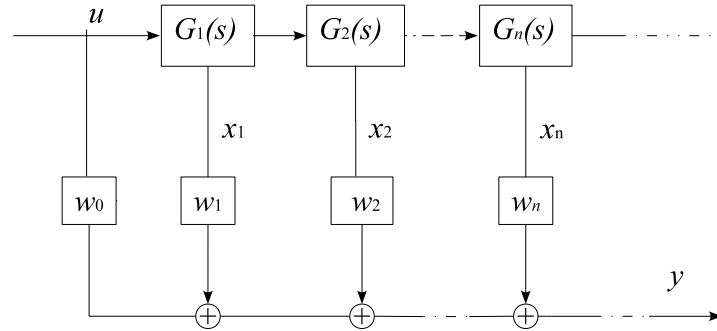 u G₁(s) G₂(s) Gₙ(s)
x₁ x₂ xₙ
w₀ w₁ w₂ wₙ
y
+ + +